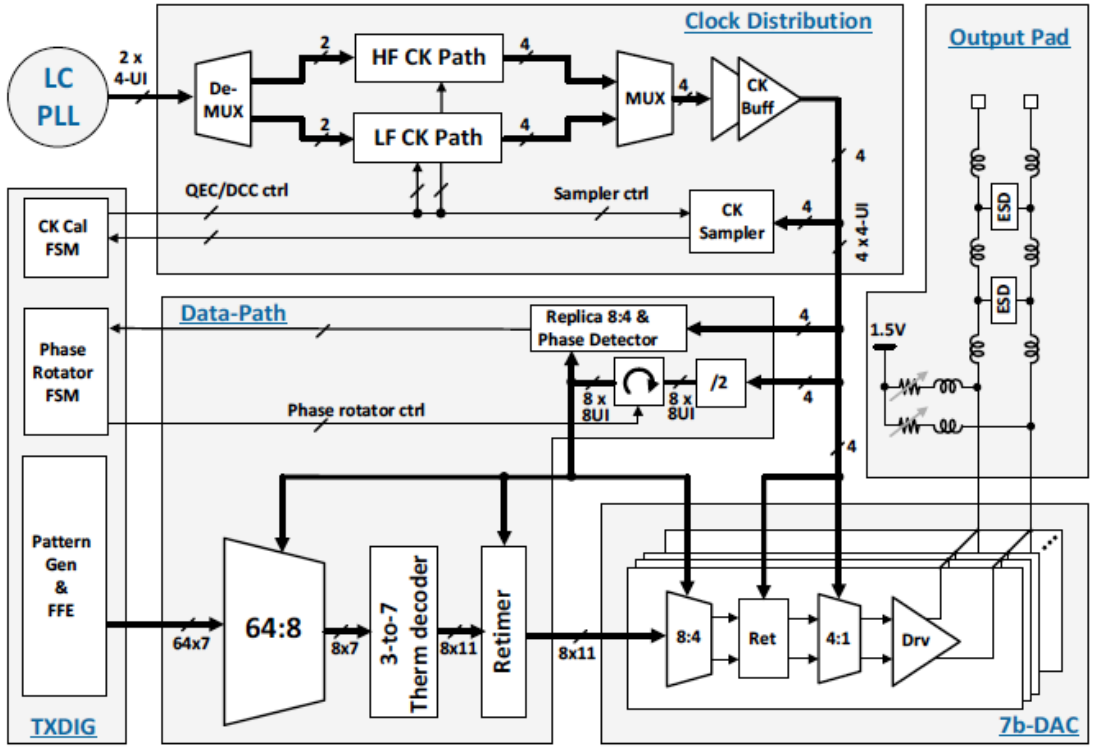 Clock Distribution
Output Pad
LC
PLL
2 x
4-UI
De-
MUX
2
HF CK Path
4
2
LF CK Path
4
MUX
4
CK
Buff
4
QEC/DCC ctrl
Sampler ctrl
CK
Sampler
4
4 x 4-UI
CK Cal
FSM
ESD
ESD
1.5V
Data-Path
Replica 8:4 &
Phase Detector
4
Phase
Rotator
FSM
8 x
8UI
8 x
8UI
/2
4
Phase rotator ctrl
4
Pattern
Gen
&
FFE
64x7
64:8
8x7
3-to-7
Therm decoder
8x11
Retimer
8x11
8:4
Ret
4:1
Drv
TXDIG
7b-DAC